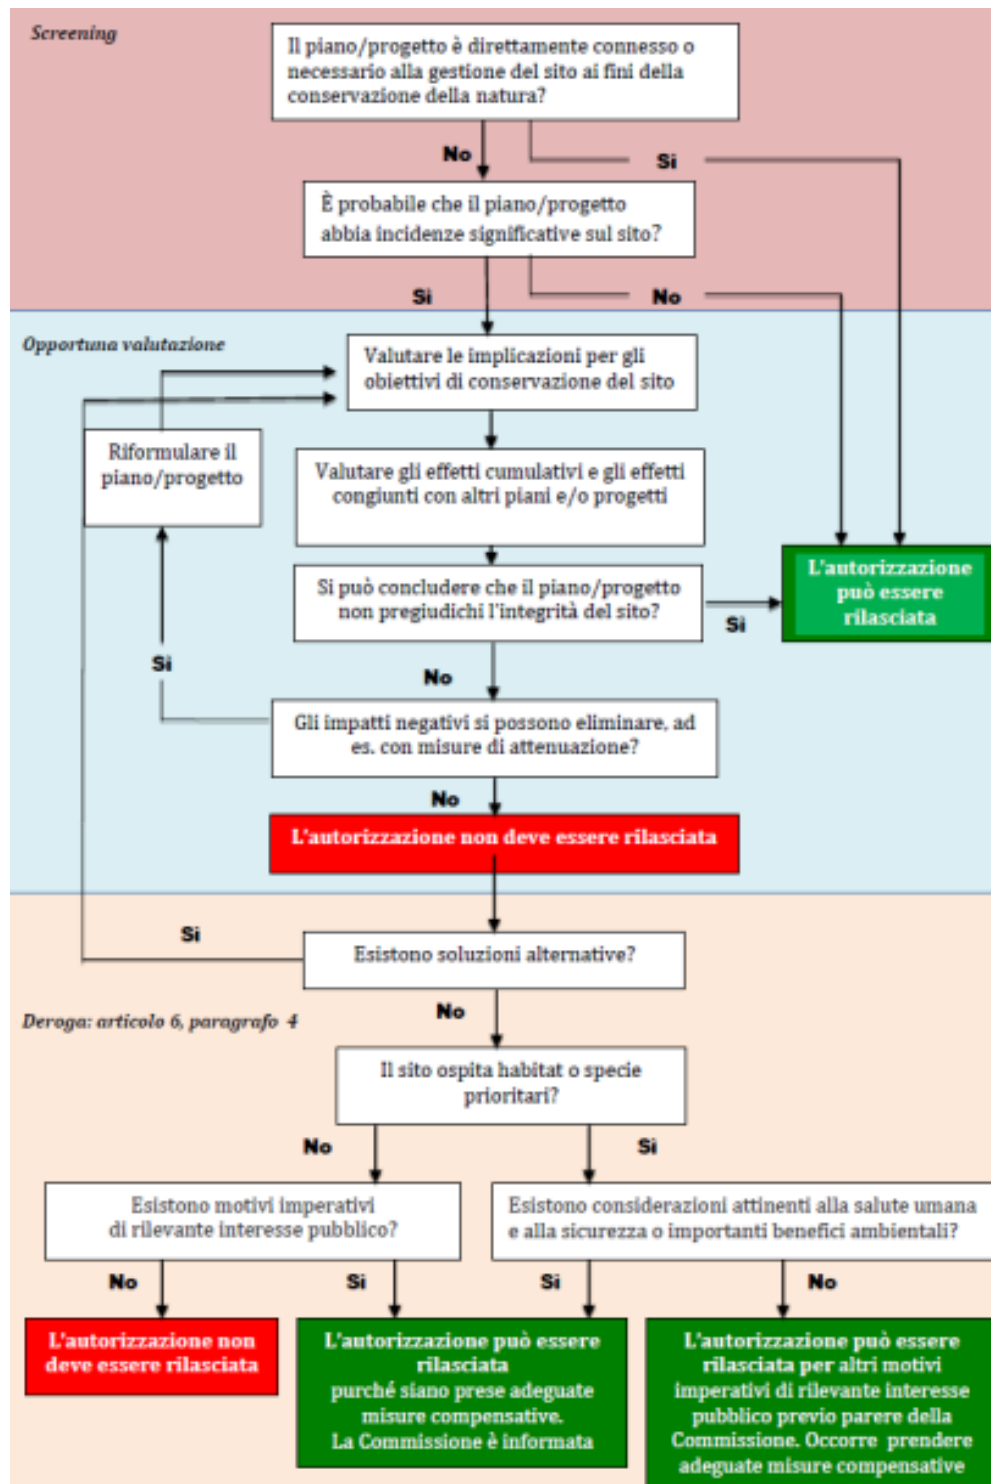 Screening
Il piano/progetto è direttamente connesso o
necessario alla gestione del sito ai fini della
conservazione della natura?
No
Sì
È probabile che il piano/progetto
abbia incidenze significative sul sito?
Sì
No
Opportuna valutazione
Valutare le implicazioni per gli
obiettivi di conservazione del sito
Riformulare il
piano/progetto
Valutare gli effetti cumulativi e gli effetti
congiunti con altri piani e/o progetti
L'autorizzazione
può essere
rilasciata
Si può concludere che il piano/progetto
non pregiudichi l'integrità del sito?
Sì
Sì
No
Gli impatti negativi si possono eliminare, ad
es. con misure di attenuazione?
No
L'autorizzazione non deve essere rilasciata
Sì
Esistono soluzioni alternative?
No
Deroga: articolo 6, paragrafo 4
Il sito ospita habitat o specie
prioritari?
No
Sì
Esistono motivi imperativi
di rilevante interesse pubblico?
Esistono considerazioni attinenti alla salute umana
e alla sicurezza o importanti benefici ambientali?
No
Sì
Sì
No
L'autorizzazione non
deve essere rilasciata
L'autorizzazione può essere
rilasciata
purché siano prese adeguate
misure compensative.
La Commissione è informata
L'autorizzazione può essere
rilasciata per altri motivi
imperativi di rilevante interesse
pubblico previo parere della
Commissione. Occorre prendere
adeguate misure compensative